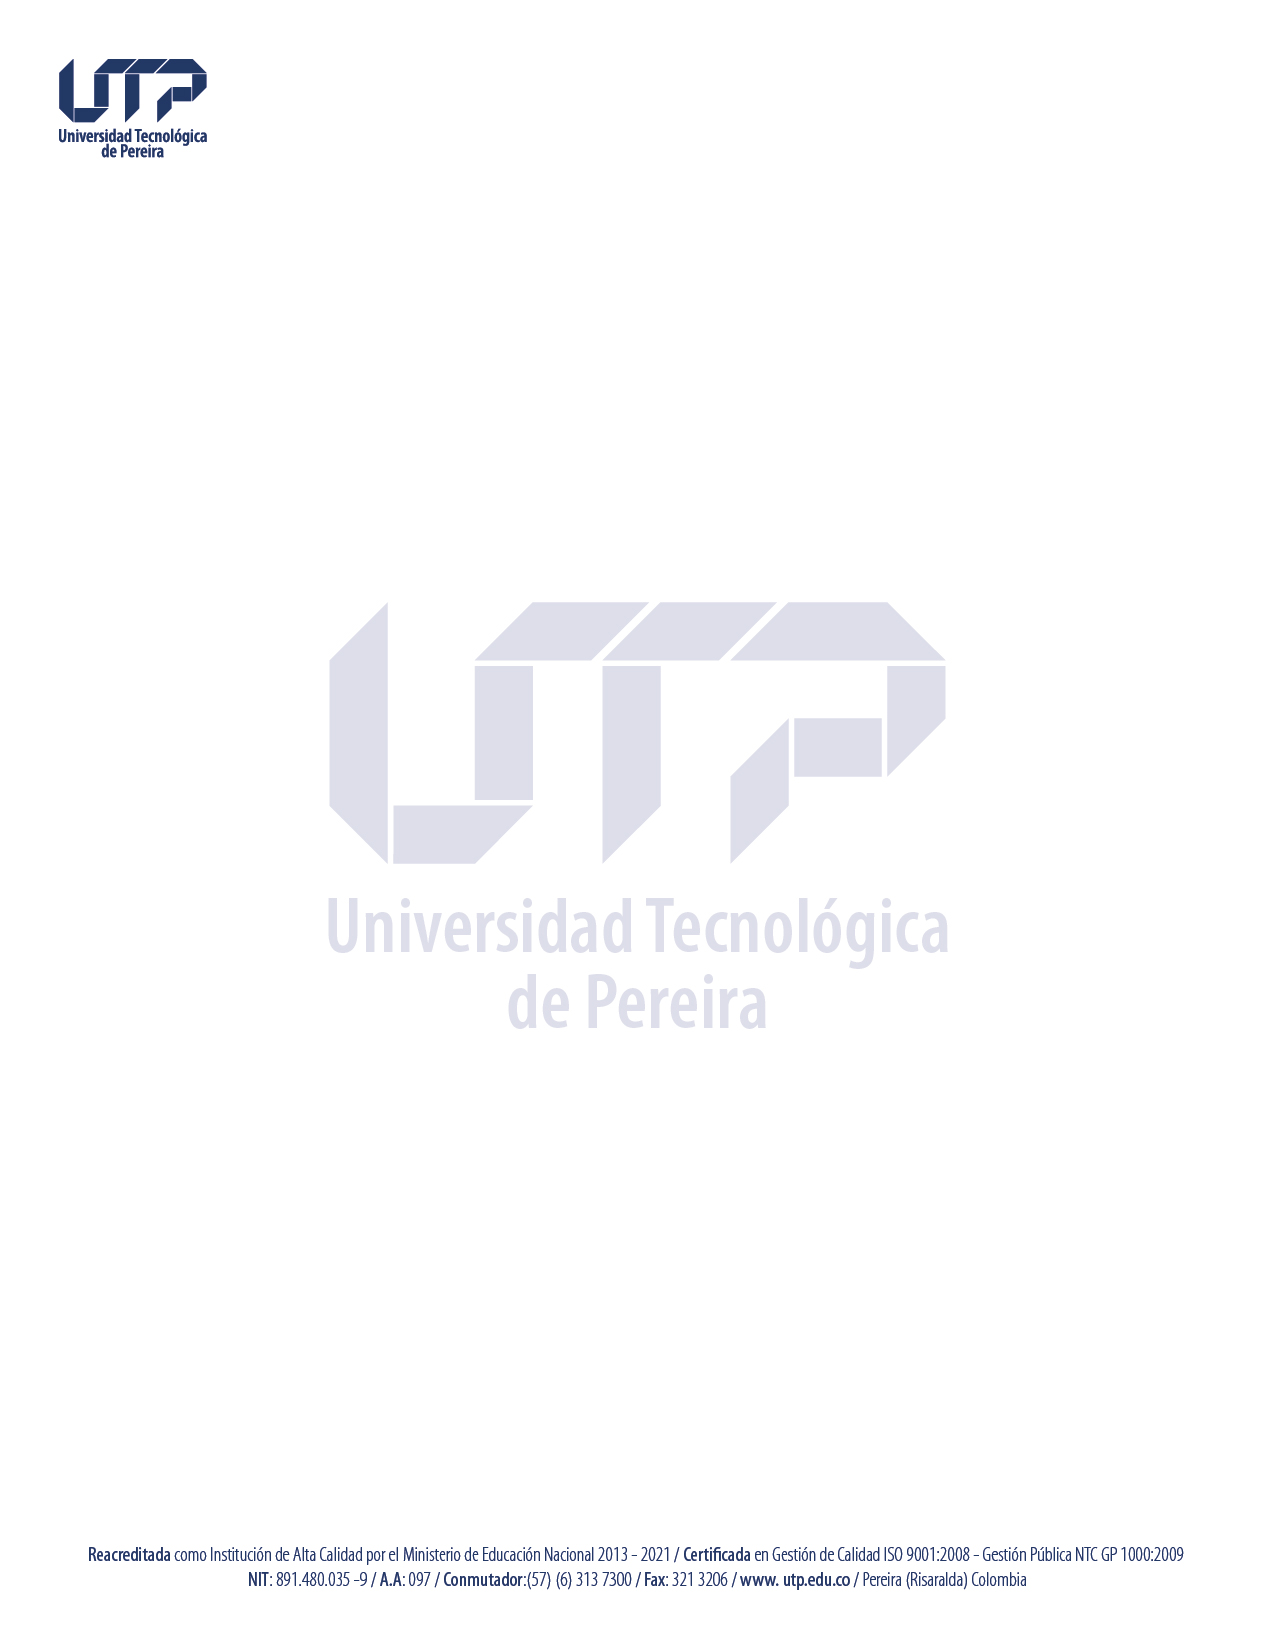 UTP
Universidad Tecnológica
de Pereira
UTP
Universidad Tecnológica
de Pereira
Reacreditada como Institución de Alta Calidad por el Ministerio de Educación Nacional 2013 - 2021 / Certificada en Gestión de Calidad ISO 9001:2008 - Gestión Pública NTC GP 1000:2009
NIT: 891.480.035 -9 / A.A: 097 / Conmutador:(57) (6) 313 7300 / Fax: 321 3206 / www. utp.edu.co / Pereira (Risaralda) Colombia